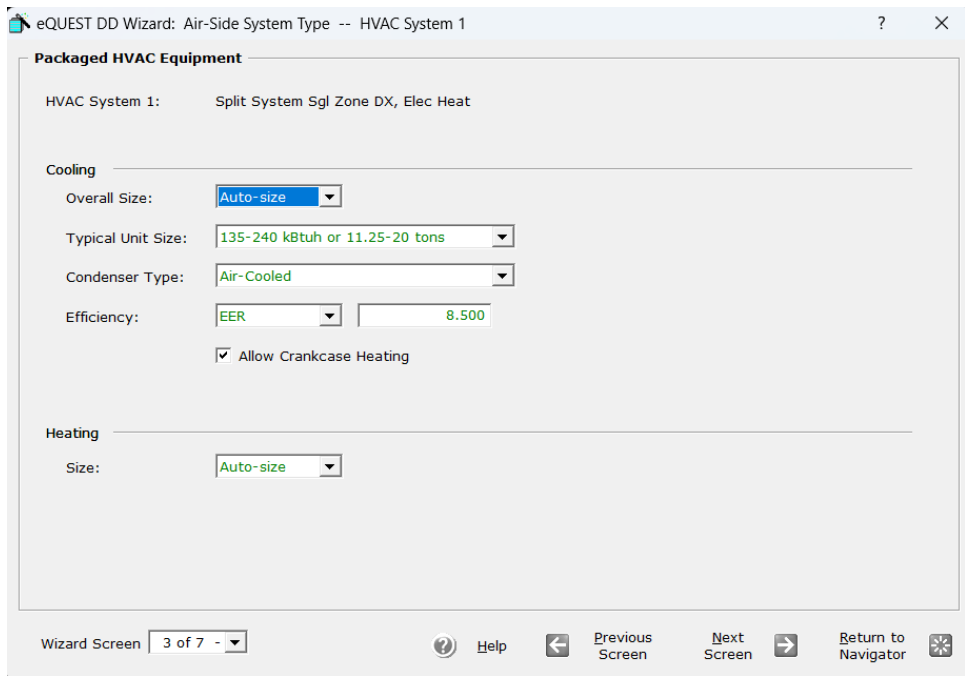 eQUEST DD Wizard: Air-Side System Type -- HVAC System 1 ?
Packaged HVAC Equipment
HVAC System 1: Split System Sgl Zone DX, Elec Heat
Cooling
Overall Size: Auto-size
Typical Unit Size: 135-240 kBtuh or 11.25-20 tons
Condenser Type: Air-Cooled
Efficiency: EER 8.500
Allow Crankcase Heating
Heating
Size: Auto-size
Wizard Screen 3 of 7 - ? Help Previous Screen Next Screen Return to Navigator